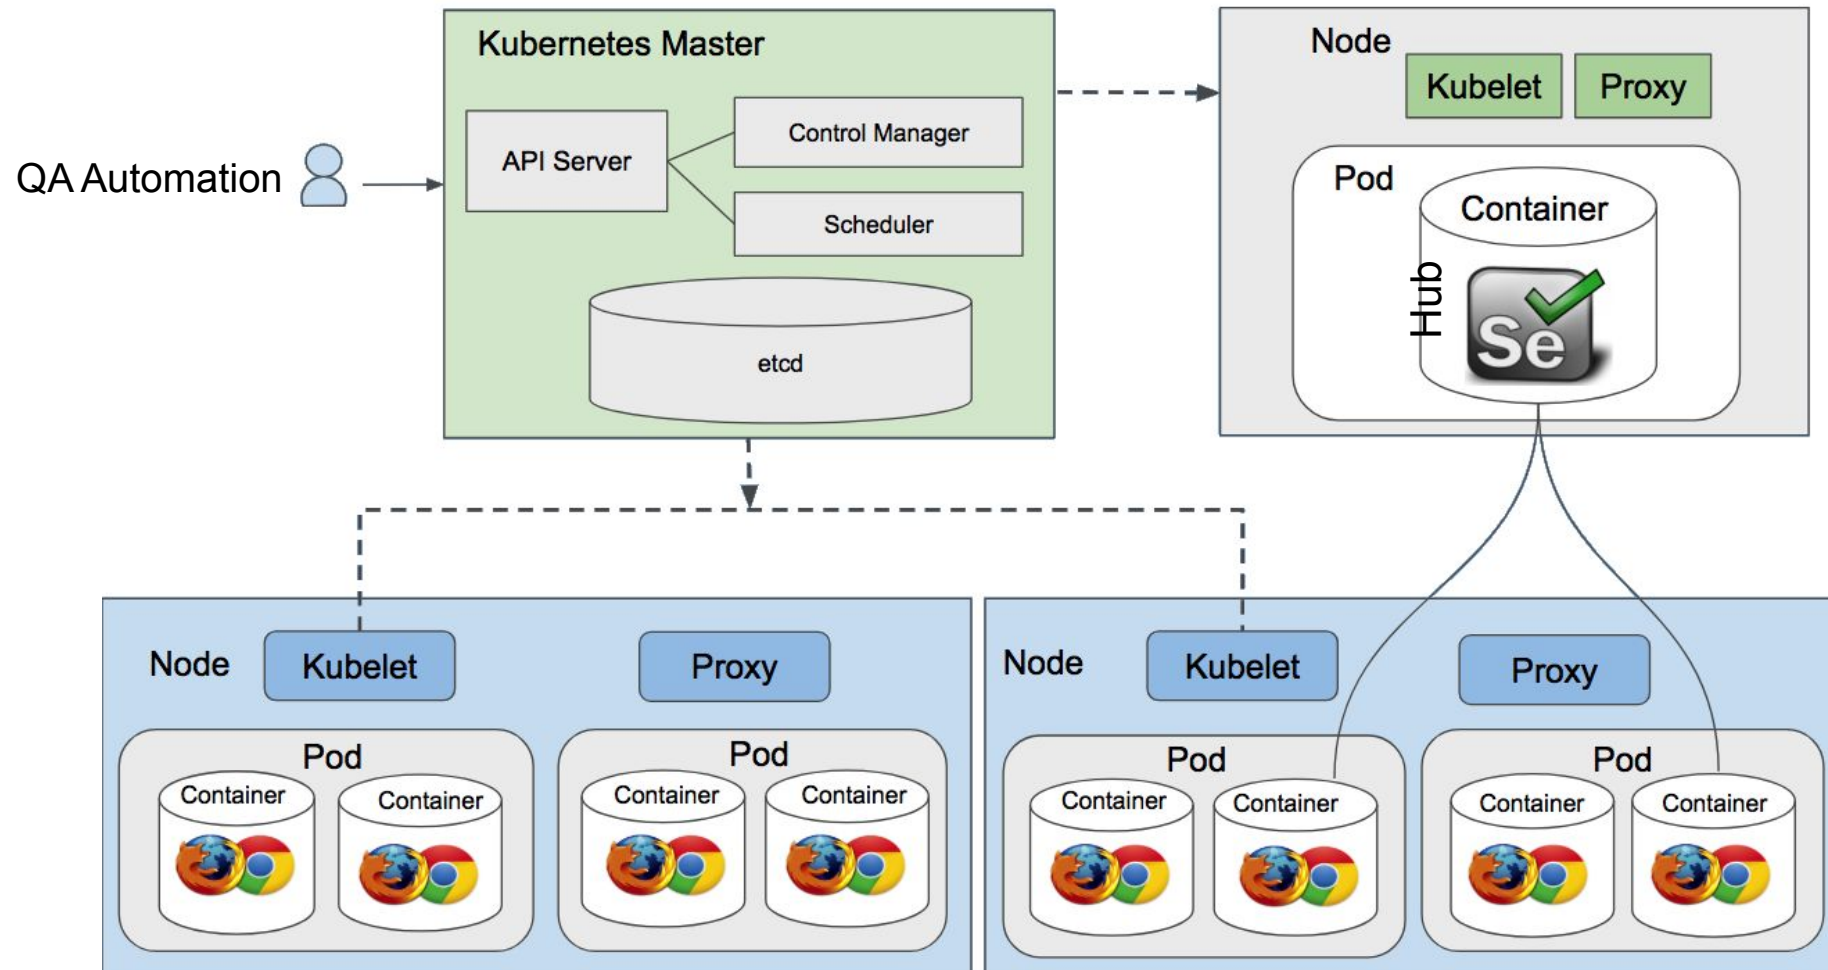 Kubernetes Master
API Server
Control Manager
Scheduler
etcd
QA Automation
Node
Kubelet
Proxy
Pod
Container
Hub
Se
Node
Kubelet
Proxy
Pod
Container
Container
Pod
Container
Container
Node
Kubelet
Proxy
Pod
Container
Container
Pod
Container
Container